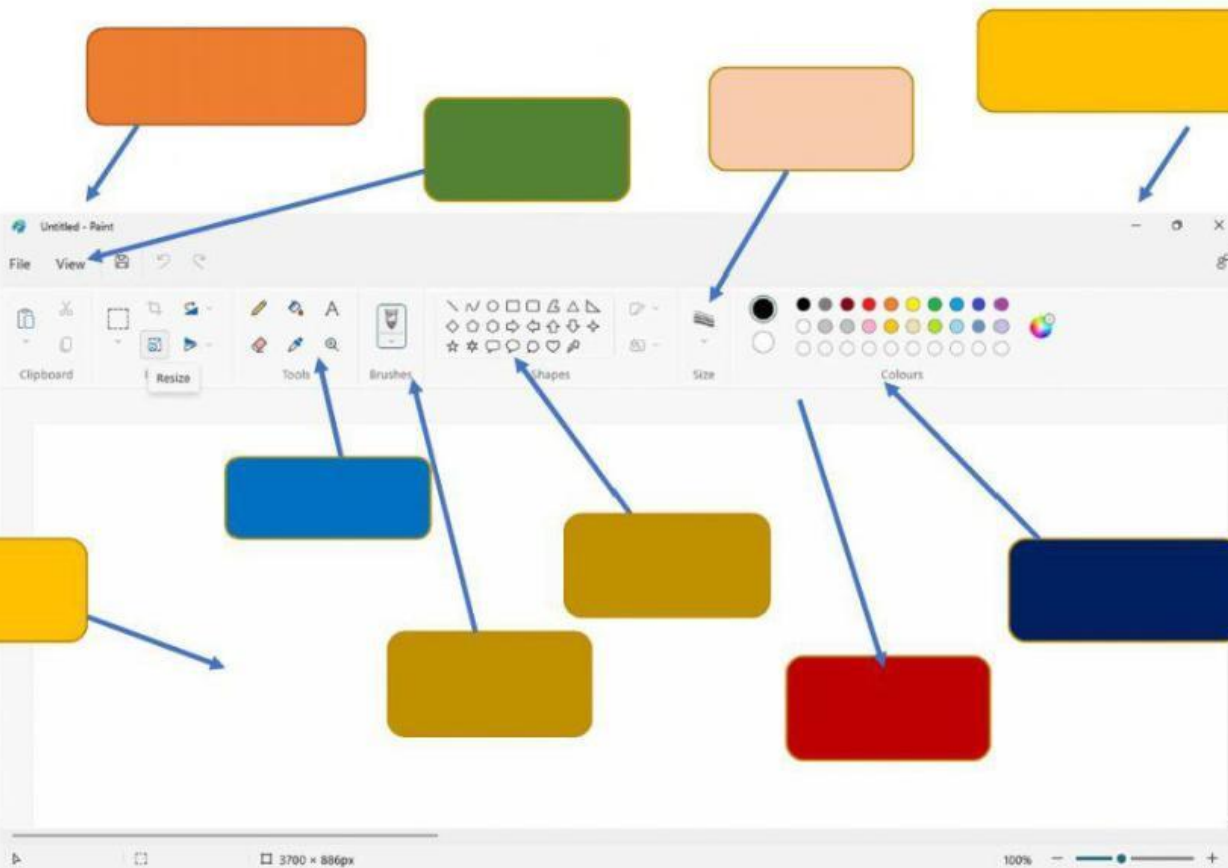 Untitled - Paint
File View
A
Clipboard
Resize
Tools
Brushes
Shapes
Size
Colours
3700 × 886px
100%